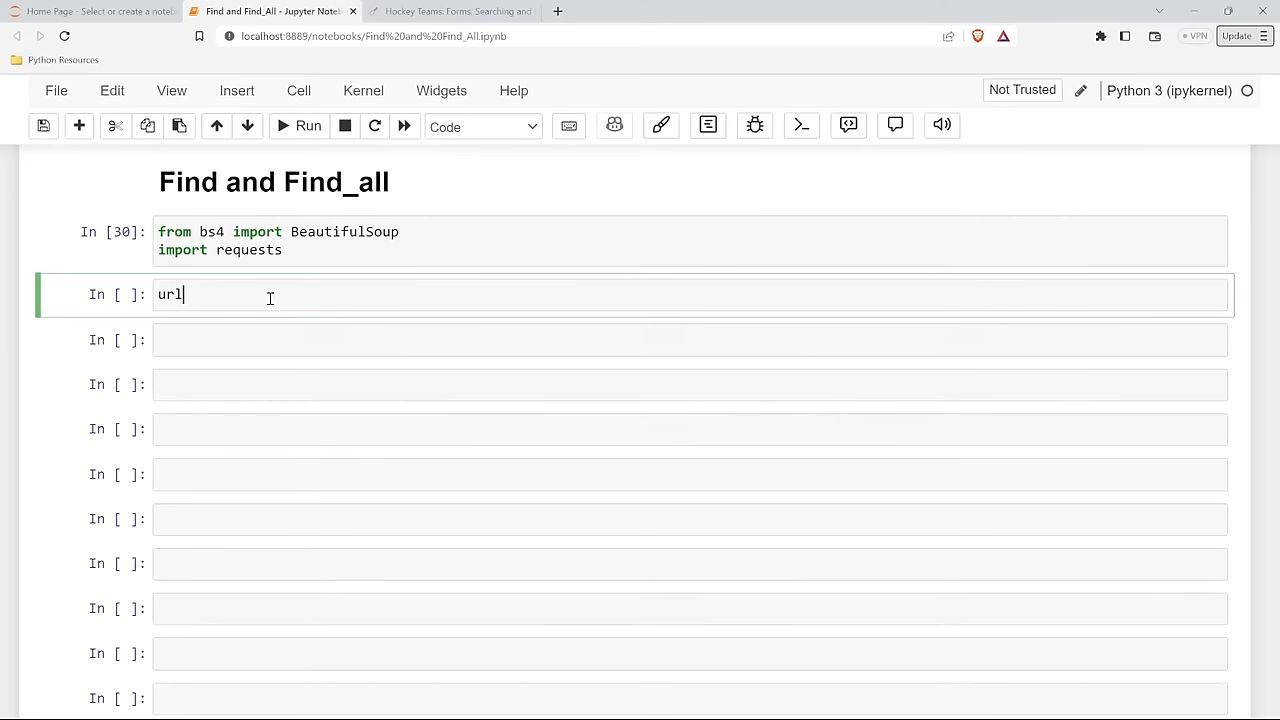 Home Page - Select or create a noteb
Find and Find_All - Jupyter Noteb
Hockey Teams: Forms, Searching and
localhost:8889/notebooks/Find%20and%20Find_All.ipynb
VPN
Update
Python Resources
File Edit View Insert Cell Kernel Widgets Help
Not Trusted
Python 3 (ipykernel)
Run
Code
Find and Find_all
In [30]:
from bs4 import BeautifulSoup
import requests
In [ ]: url
In [ ]:
In [ ]:
In [ ]:
In [ ]:
In [ ]:
In [ ]:
In [ ]:
In [ ]:
In [ ]: